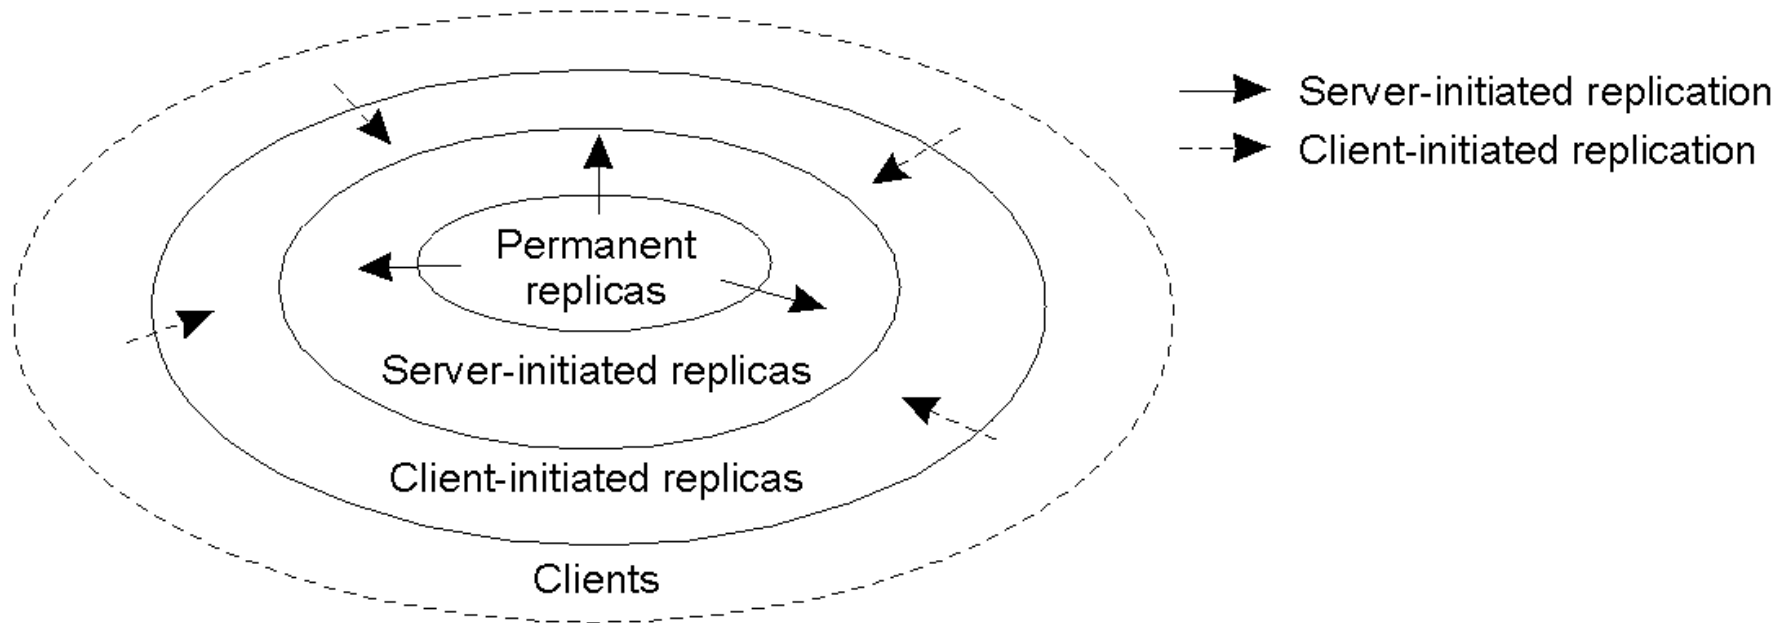 Server-initiated replication
Client-initiated replication
Permanent
replicas
Server-initiated replicas
Client-initiated replicas
Clients